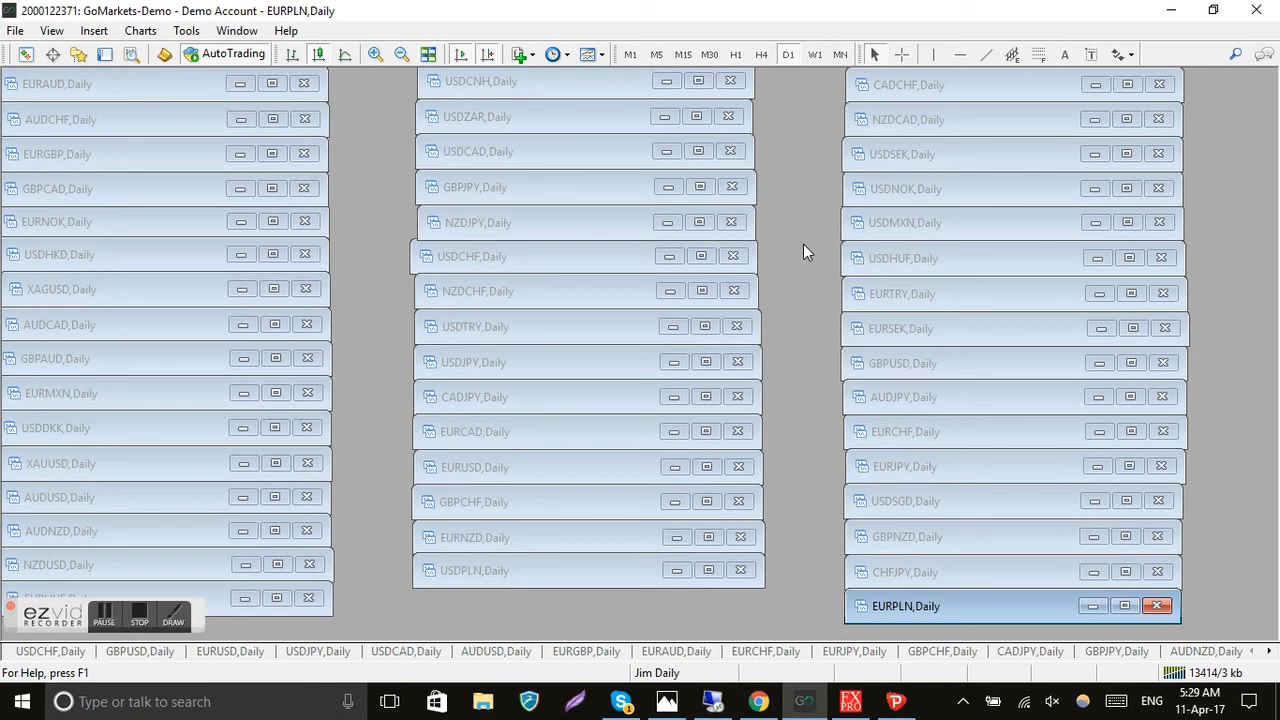 2000122371: GoMarkets-Demo - Demo Account - EURPLN,Daily
File View Insert Charts Tools Window Help
AutoTrading M1 M5 M15 M30 H1 H4 D1 W1 MN
EURAUD,Daily
AUDCHF,Daily
EURGBP,Daily
GBPCAD,Daily
EURNOK,Daily
USDHKD,Daily
XAGUSD,Daily
AUDCAD,Daily
GBPAUD,Daily
EURMXN,Daily
USDDKK,Daily
XAUUSD,Daily
AUDUSD,Daily
AUDNZD,Daily
NZDUSD,Daily
USDCNH,Daily
USDZAR,Daily
USDCAD,Daily
GBPJPY,Daily
NZDJPY,Daily
USDCHF,Daily
NZDCHF,Daily
USDTRY,Daily
USDJPY,Daily
CADJPY,Daily
EURCAD,Daily
EURUSD,Daily
GBPCHF,Daily
EURNZD,Daily
USDPLN,Daily
CADCHF,Daily
NZDCAD,Daily
USDSEK,Daily
USDNOK,Daily
USDMXN,Daily
USDHUF,Daily
EURTRY,Daily
EURSEK,Daily
GBPUSD,Daily
AUDJPY,Daily
EURCHF,Daily
EURJPY,Daily
USDSGD,Daily
GBPNZD,Daily
CHFJPY,Daily
EURPLN,Daily
ezvid
RECORDER
PAUSE STOP DRAW
USDCHF,Daily GBPUSD,Daily EURUSD,Daily USDJPY,Daily USDCAD,Daily AUDUSD,Daily EURGBP,Daily EURAUD,Daily EURCHF,Daily EURJPY,Daily GBPCHF,Daily CADJPY,Daily GBPJPY,Daily AUDNZD,Daily
For Help, press F1 Jim Daily 13414/3 kb
Type or talk to search
GO
FX
PRO
ENG
5:29 AM
11-Apr-17